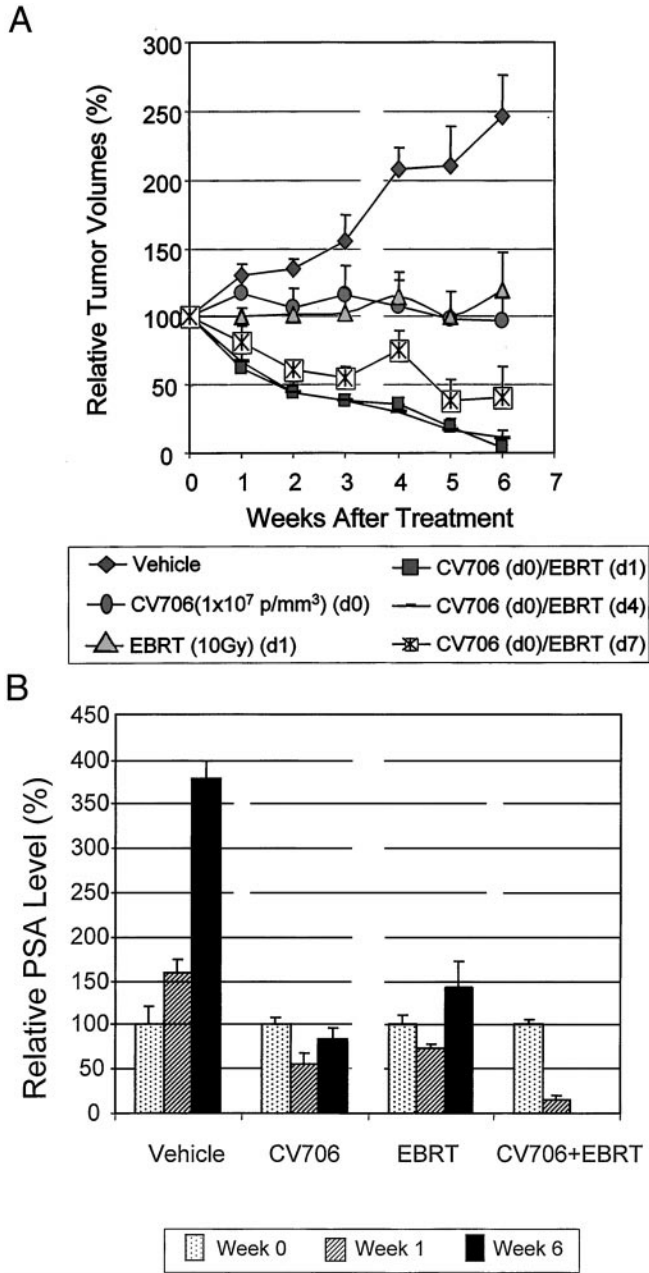 A
Relative Tumor Volumes (%)
300
250
200
150
100
50
0
0 1 2 3 4 5 6 7
Weeks After Treatment
Vehicle
CV706(1x10⁷ p/mm³) (d0)
EBRT (10Gy) (d1)
CV706 (d0)/EBRT (d1)
CV706 (d0)/EBRT (d4)
CV706 (d0)/EBRT (d7)
B
Relative PSA Level (%)
450
400
350
300
250
200
150
100
50
0
Vehicle CV706 EBRT CV706+EBRT
Week 0 Week 1 Week 6